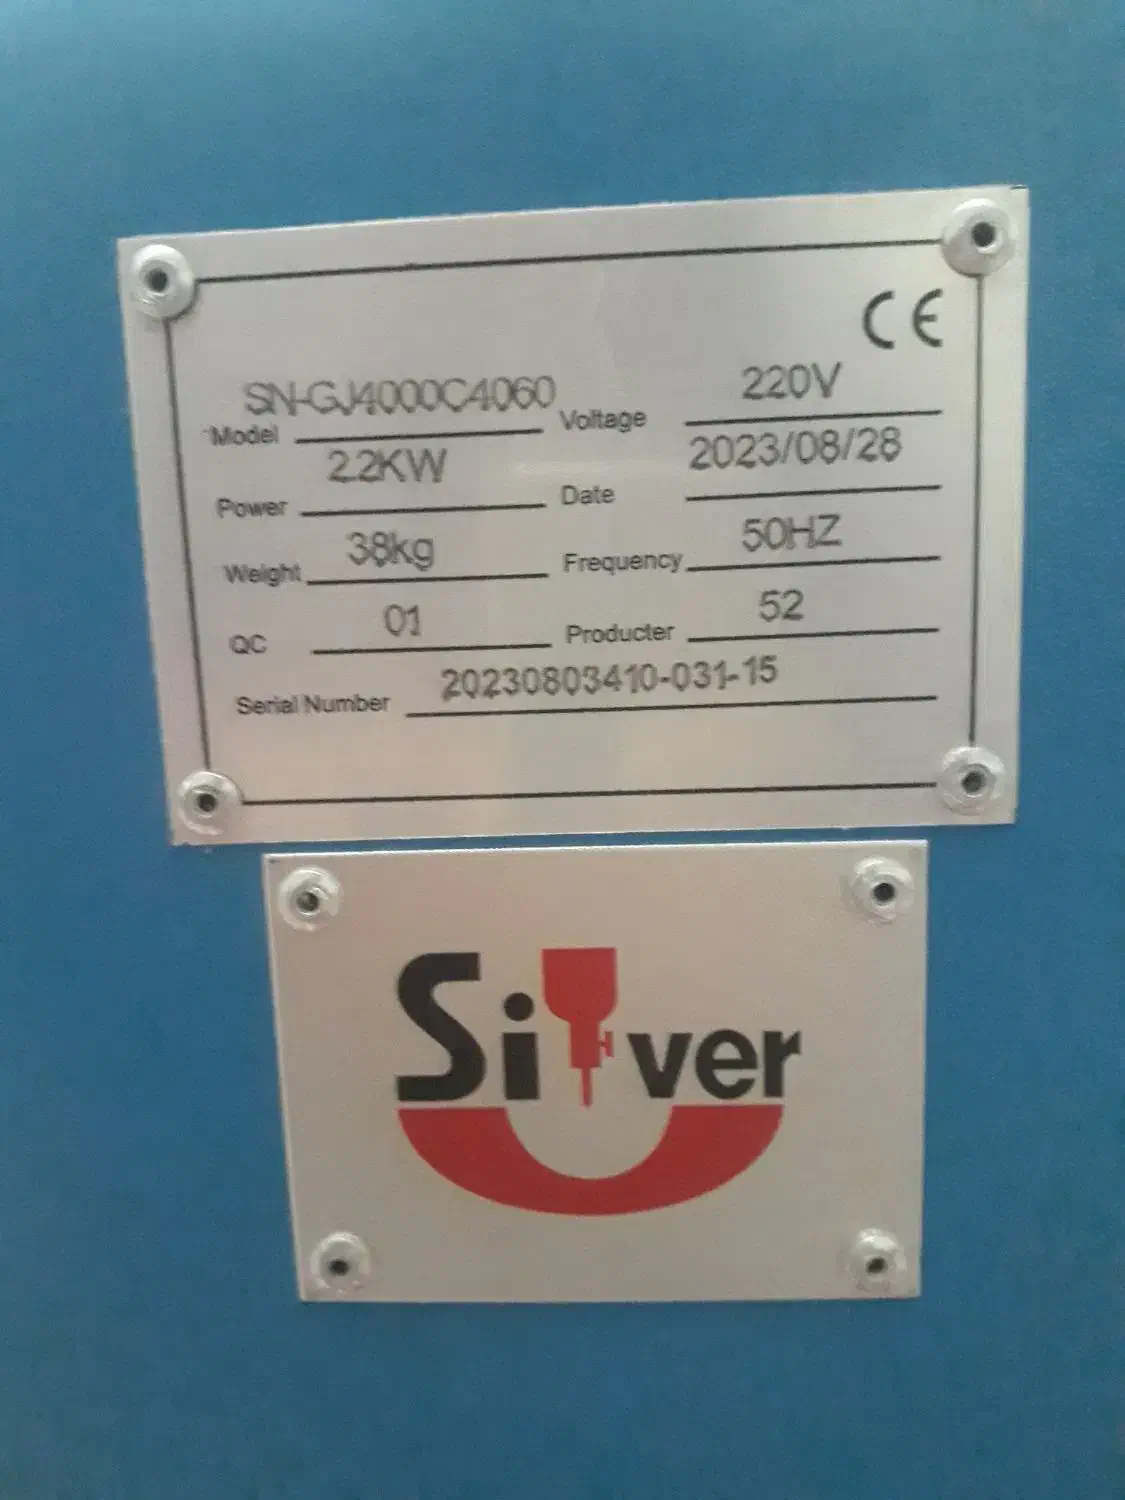 CE
SN-GJ4000C4060 220V
Model Voltage
2.2KW 2023/08/28
Power Date
38kg 50HZ
Weight Frequency
01 52
QC Producter
20230803410-031-15
Serial Number
Silver